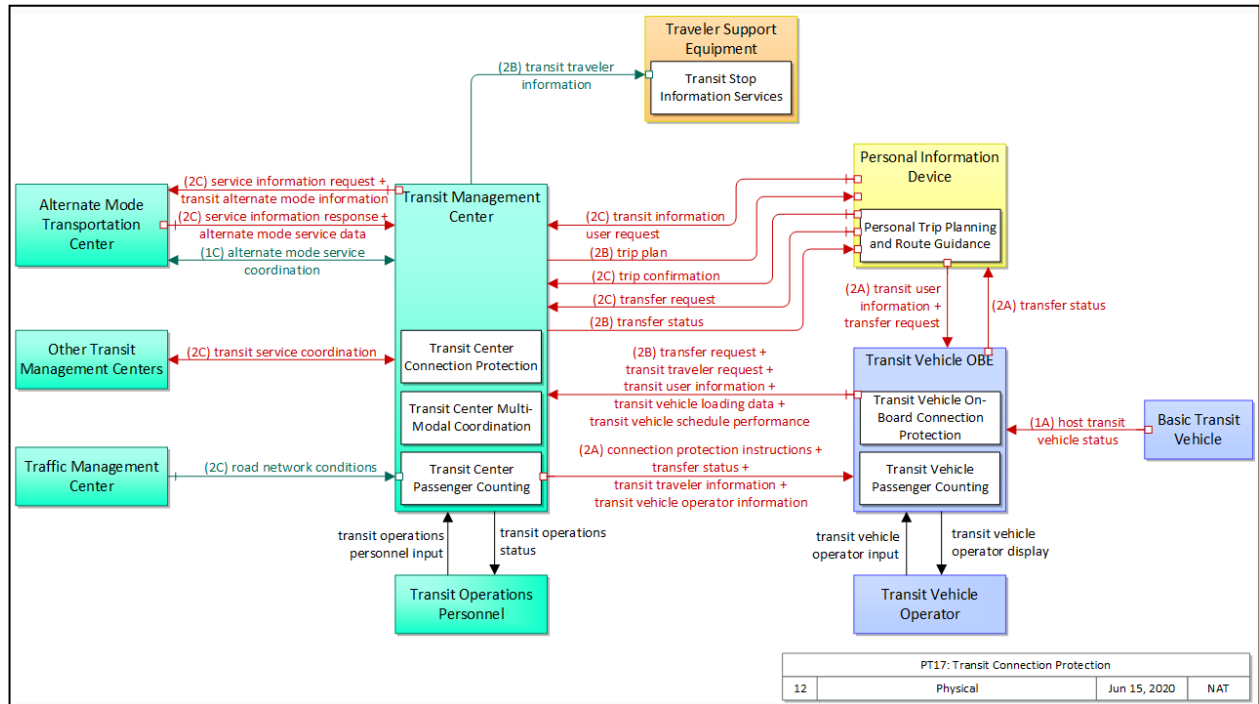 Traveler Support
Equipment
Transit Stop
Information Services
(2B) transit traveler
information
Personal Information
Device
Personal Trip Planning
and Route Guidance
Alternate Mode
Transportation
Center
(2C) service information request +
transit alternate mode information
(2C) service information response +
alternate mode service data
(1C) alternate mode service
coordination
Transit Management
Center
(2C) transit information
user request
(2B) trip plan
(2C) trip confirmation
(2C) transfer request
(2B) transfer status
(2A) transit user
information +
transfer request
(2A) transfer status
Other Transit
Management Centers
(2C) transit service coordination
Transit Center
Connection Protection
Transit Center Multi-
Modal Coordination
Transit Center
Passenger Counting
(2B) transfer request +
transit traveler request +
transit user information +
transit vehicle loading data +
transit vehicle schedule performance
(2A) connection protection instructions +
transfer status +
transit traveler information +
transit vehicle operator information
Transit Vehicle OBE
Transit Vehicle On-
Board Connection
Protection
Transit Vehicle
Passenger Counting
(1A) host transit
vehicle status
Basic Transit
Vehicle
Traffic Management
Center
(2C) road network conditions
transit operations
personnel input
transit operations
status
transit vehicle
operator input
transit vehicle
operator display
Transit Operations
Personnel
Transit Vehicle
Operator
PT17: Transit Connection Protection
12 Physical Jun 15, 2020 NAT